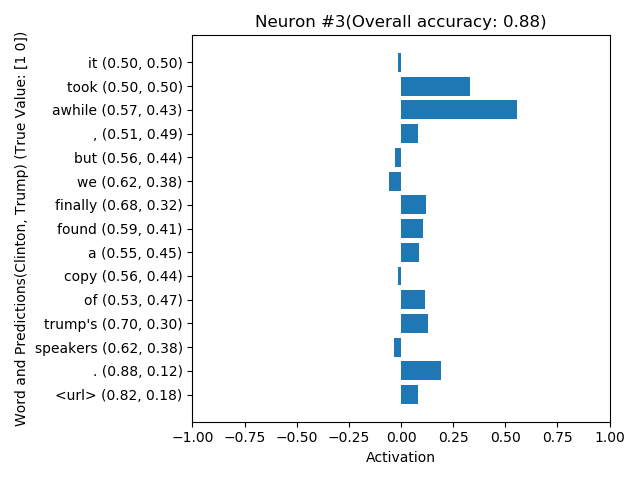 Neuron #3(Overall accuracy: 0.88)
Word and Predictions(Clinton, Trump) (True Value: [1 0])
it (0.50, 0.50)
took (0.50, 0.50)
awhile (0.57, 0.43)
, (0.51, 0.49)
but (0.56, 0.44)
we (0.62, 0.38)
finally (0.68, 0.32)
found (0.59, 0.41)
a (0.55, 0.45)
copy (0.56, 0.44)
of (0.53, 0.47)
trump's (0.70, 0.30)
speakers (0.62, 0.38)
. (0.88, 0.12)
<url> (0.82, 0.18)
−1.00 −0.75 −0.50 −0.25 0.00 0.25 0.50 0.75 1.00
Activation